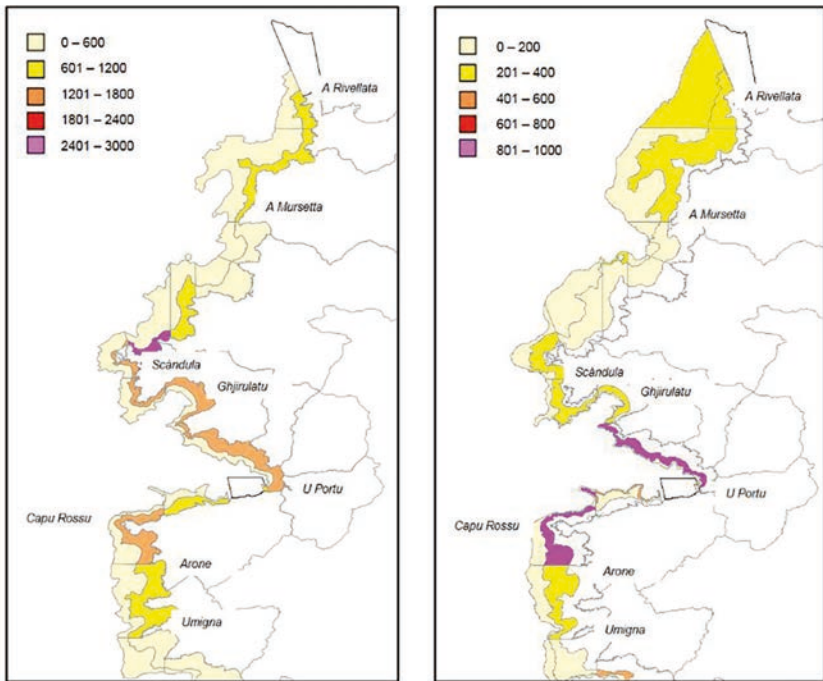 0 – 600
601 – 1200
1201 – 1800
1801 – 2400
2401 – 3000
A Rivellata
A Mursetta
Scàndula
Ghjirulatu
U Portu
Capu Rossu
Arone
Umigna
0 – 200
201 – 400
401 – 600
601 – 800
801 – 1000
A Rivellata
A Mursetta
Scàndula
Ghjirulatu
U Portu
Capu Rossu
Arone
Umigna